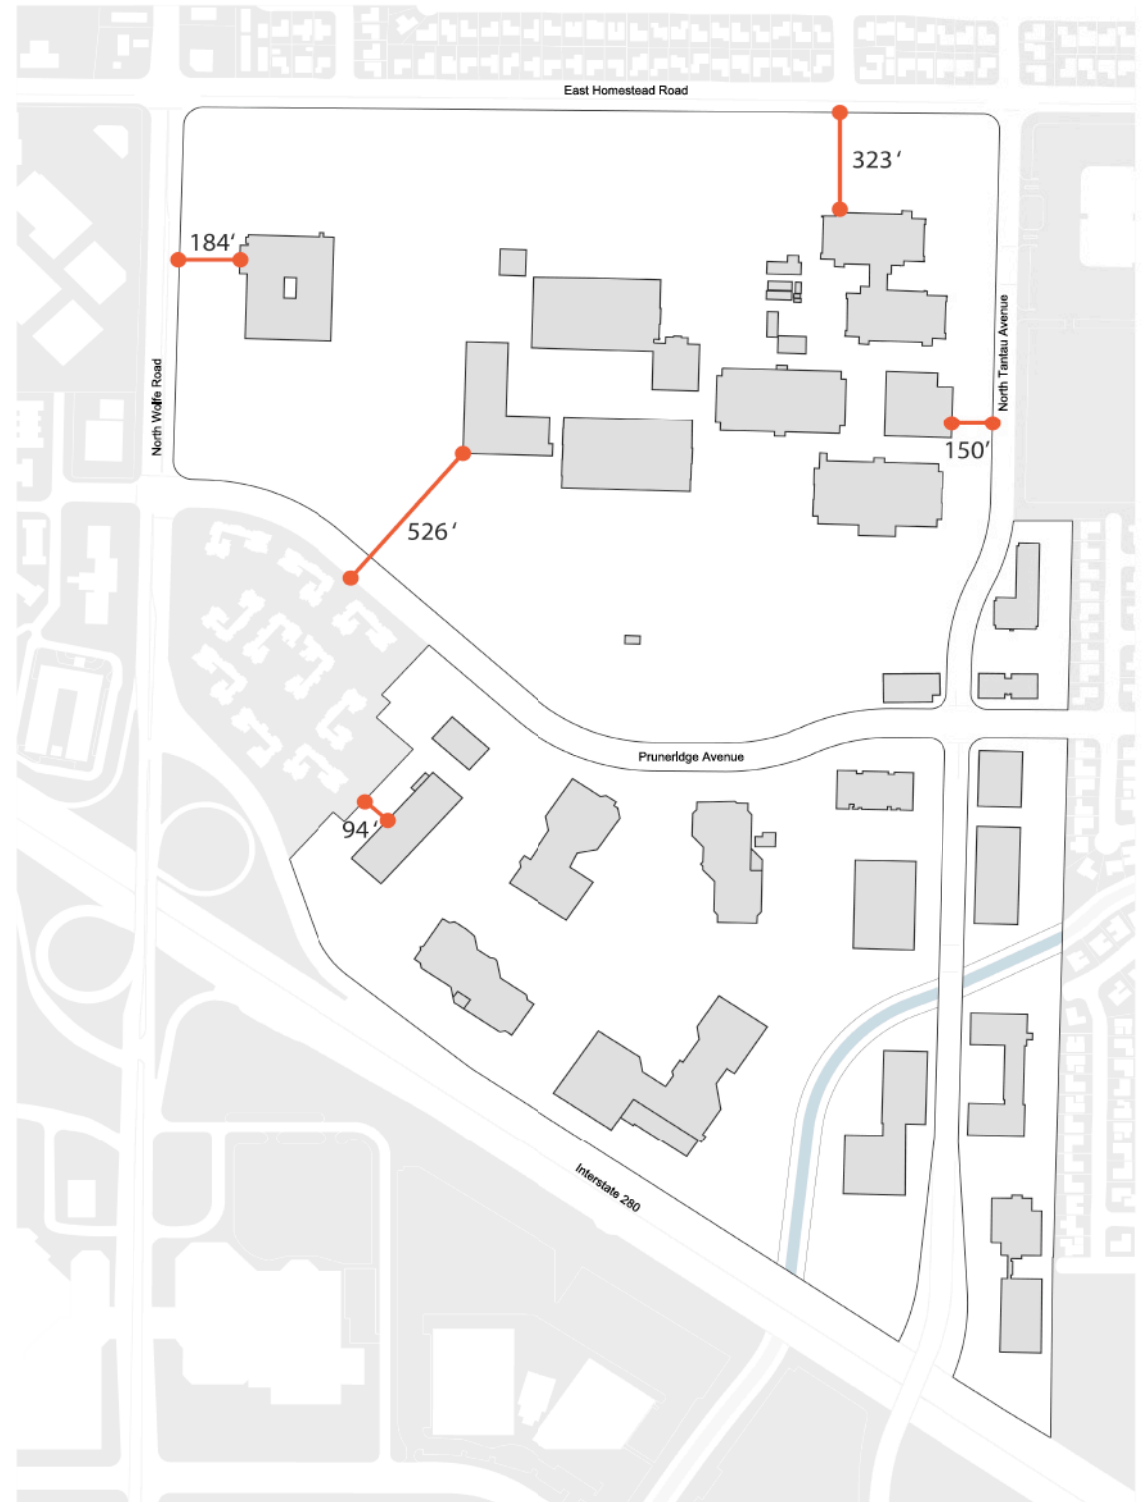 East Homestead Road
323‘
184‘
North Tantau Avenue
North Wolfe Road
150’
526‘
Pruneridge Avenue
94‘
Interstate 280